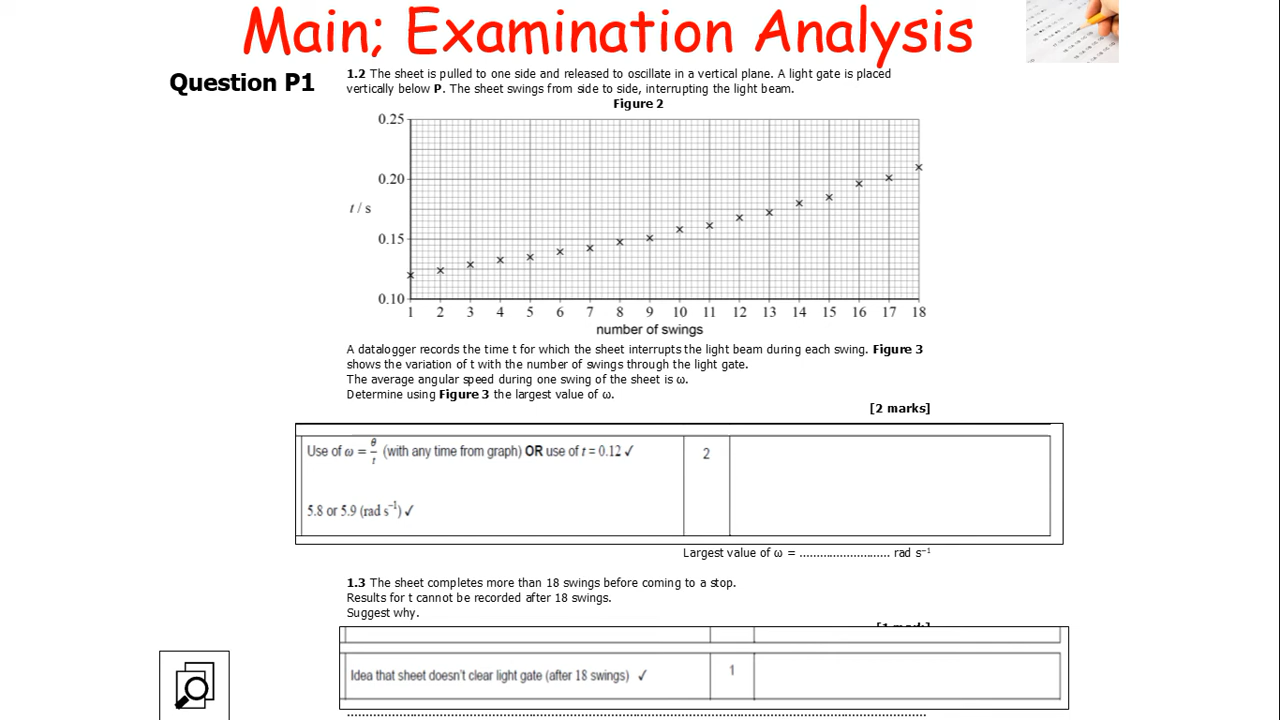 Main; Examination Analysis
Question P1
1.2 The sheet is pulled to one side and released to oscillate in a vertical plane. A light gate is placed
vertically below P. The sheet swings from side to side, interrupting the light beam.
Figure 2
0.25
0.20
t / s
0.15
0.10
1 2 3 4 5 6 7 8 9 10 11 12 13 14 15 16 17 18
number of swings
A datalogger records the time t for which the sheet interrupts the light beam during each swing. Figure 3
shows the variation of t with the number of swings through the light gate.
The average angular speed during one swing of the sheet is ω.
Determine using Figure 3 the largest value of ω.
[2 marks]
Use of ω = θ/t (with any time from graph) OR use of t = 0.12 ✓
2
5.8 or 5.9 (rad s⁻¹) ✓
Largest value of ω = .......................... rad s⁻¹
1.3 The sheet completes more than 18 swings before coming to a stop.
Results for t cannot be recorded after 18 swings.
Suggest why.
[1 mark]
Idea that sheet doesn't clear light gate (after 18 swings) ✓
1